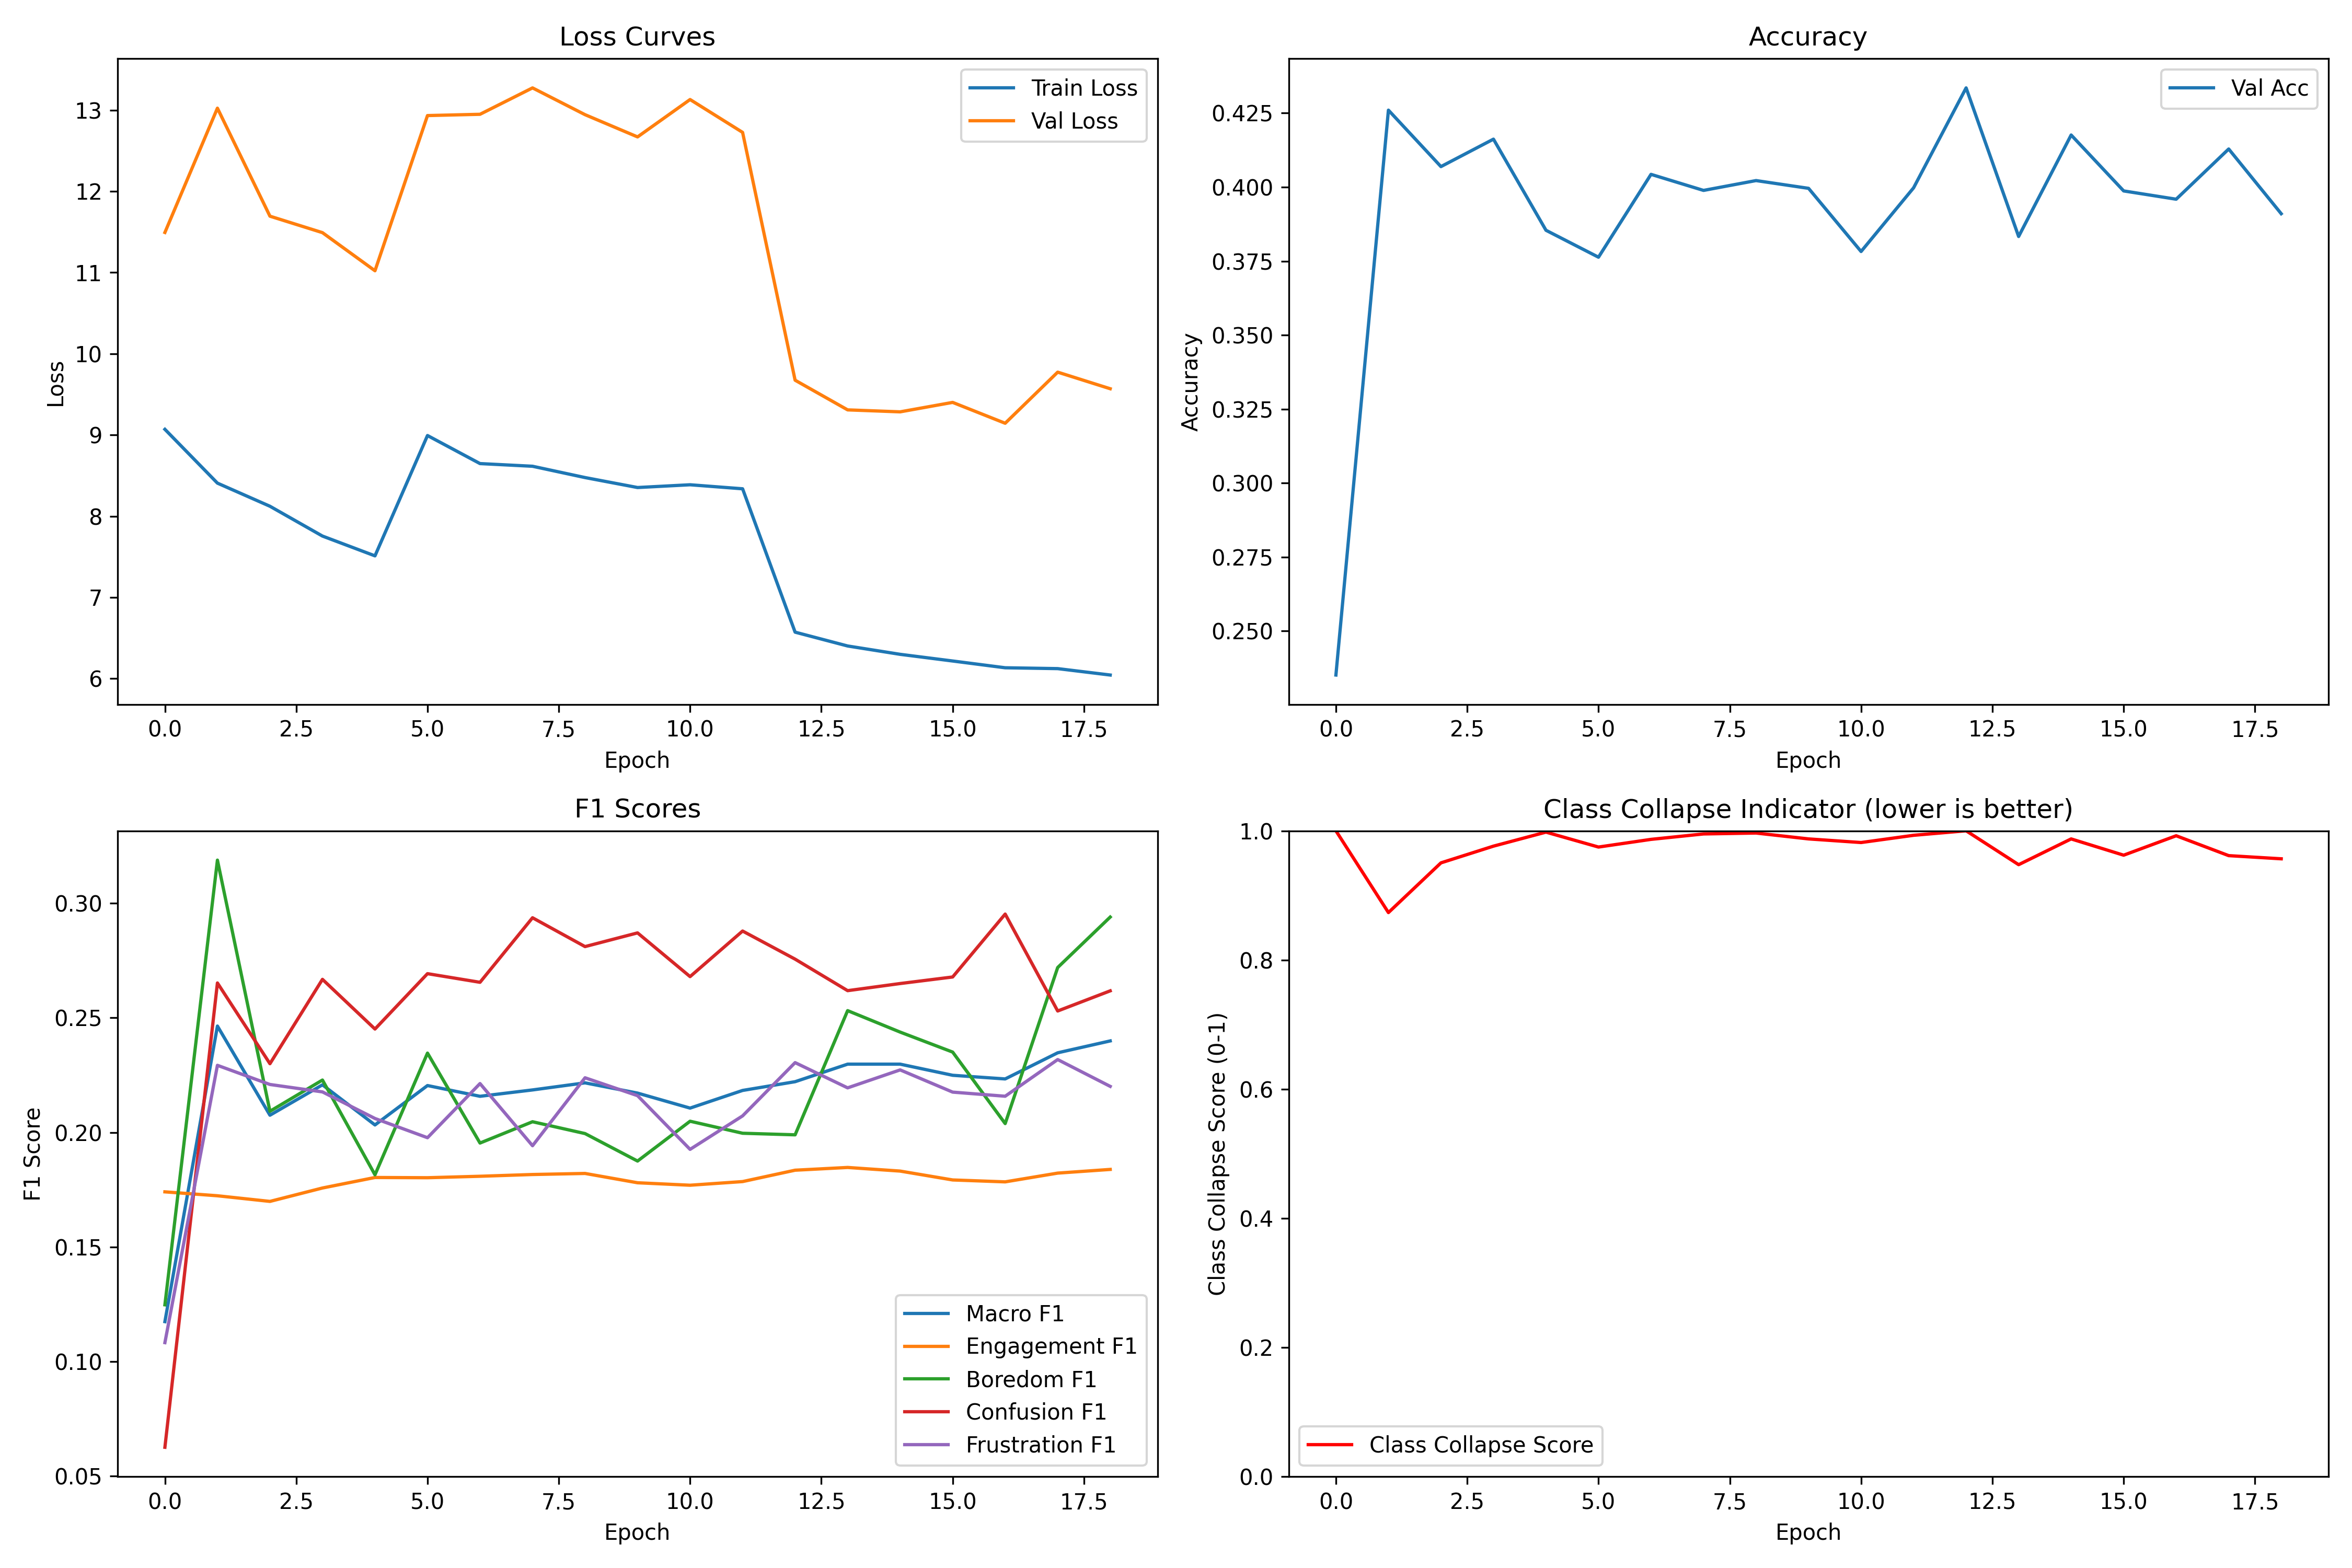 Loss Curves
Train Loss
Val Loss
13
12
11
10
9
8
7
6
Loss
0.0 2.5 5.0 7.5 10.0 12.5 15.0 17.5
Epoch
Accuracy
Val Acc
0.425
0.400
0.375
0.350
0.325
0.300
0.275
0.250
Accuracy
0.0 2.5 5.0 7.5 10.0 12.5 15.0 17.5
Epoch
F1 Scores
0.30
0.25
0.20
0.15
0.10
0.05
F1 Score
Macro F1
Engagement F1
Boredom F1
Confusion F1
Frustration F1
0.0 2.5 5.0 7.5 10.0 12.5 15.0 17.5
Epoch
Class Collapse Indicator (lower is better)
1.0
0.8
0.6
0.4
0.2
0.0
Class Collapse Score (0-1)
Class Collapse Score
0.0 2.5 5.0 7.5 10.0 12.5 15.0 17.5
Epoch